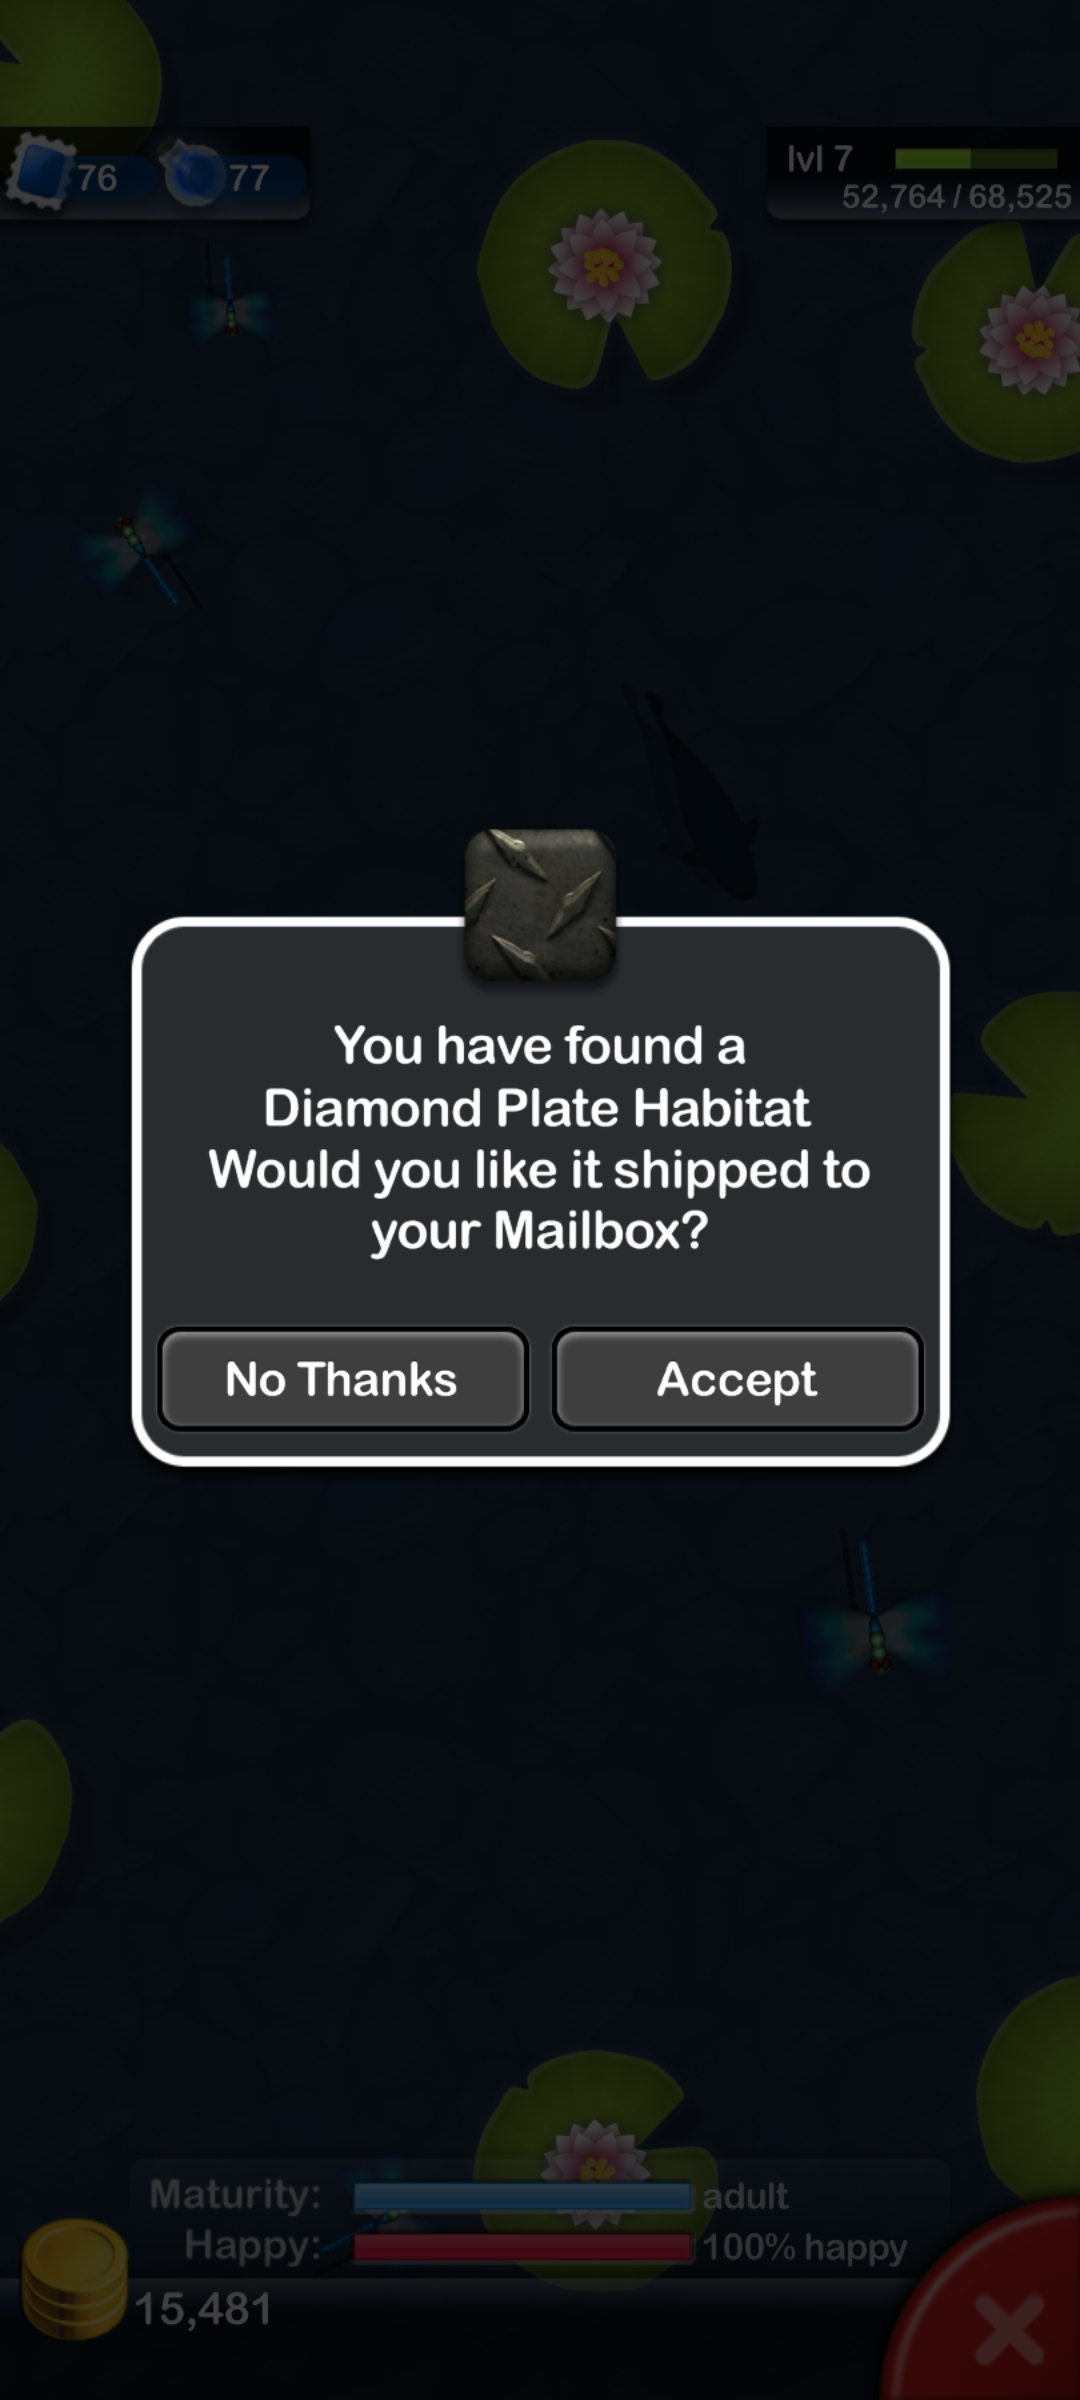 76 77
lvl 7
52,764 / 68,525
You have found a
Diamond Plate Habitat
Would you like it shipped to
your Mailbox?
No Thanks Accept
Maturity: adult
Happy: 100% happy
15,481